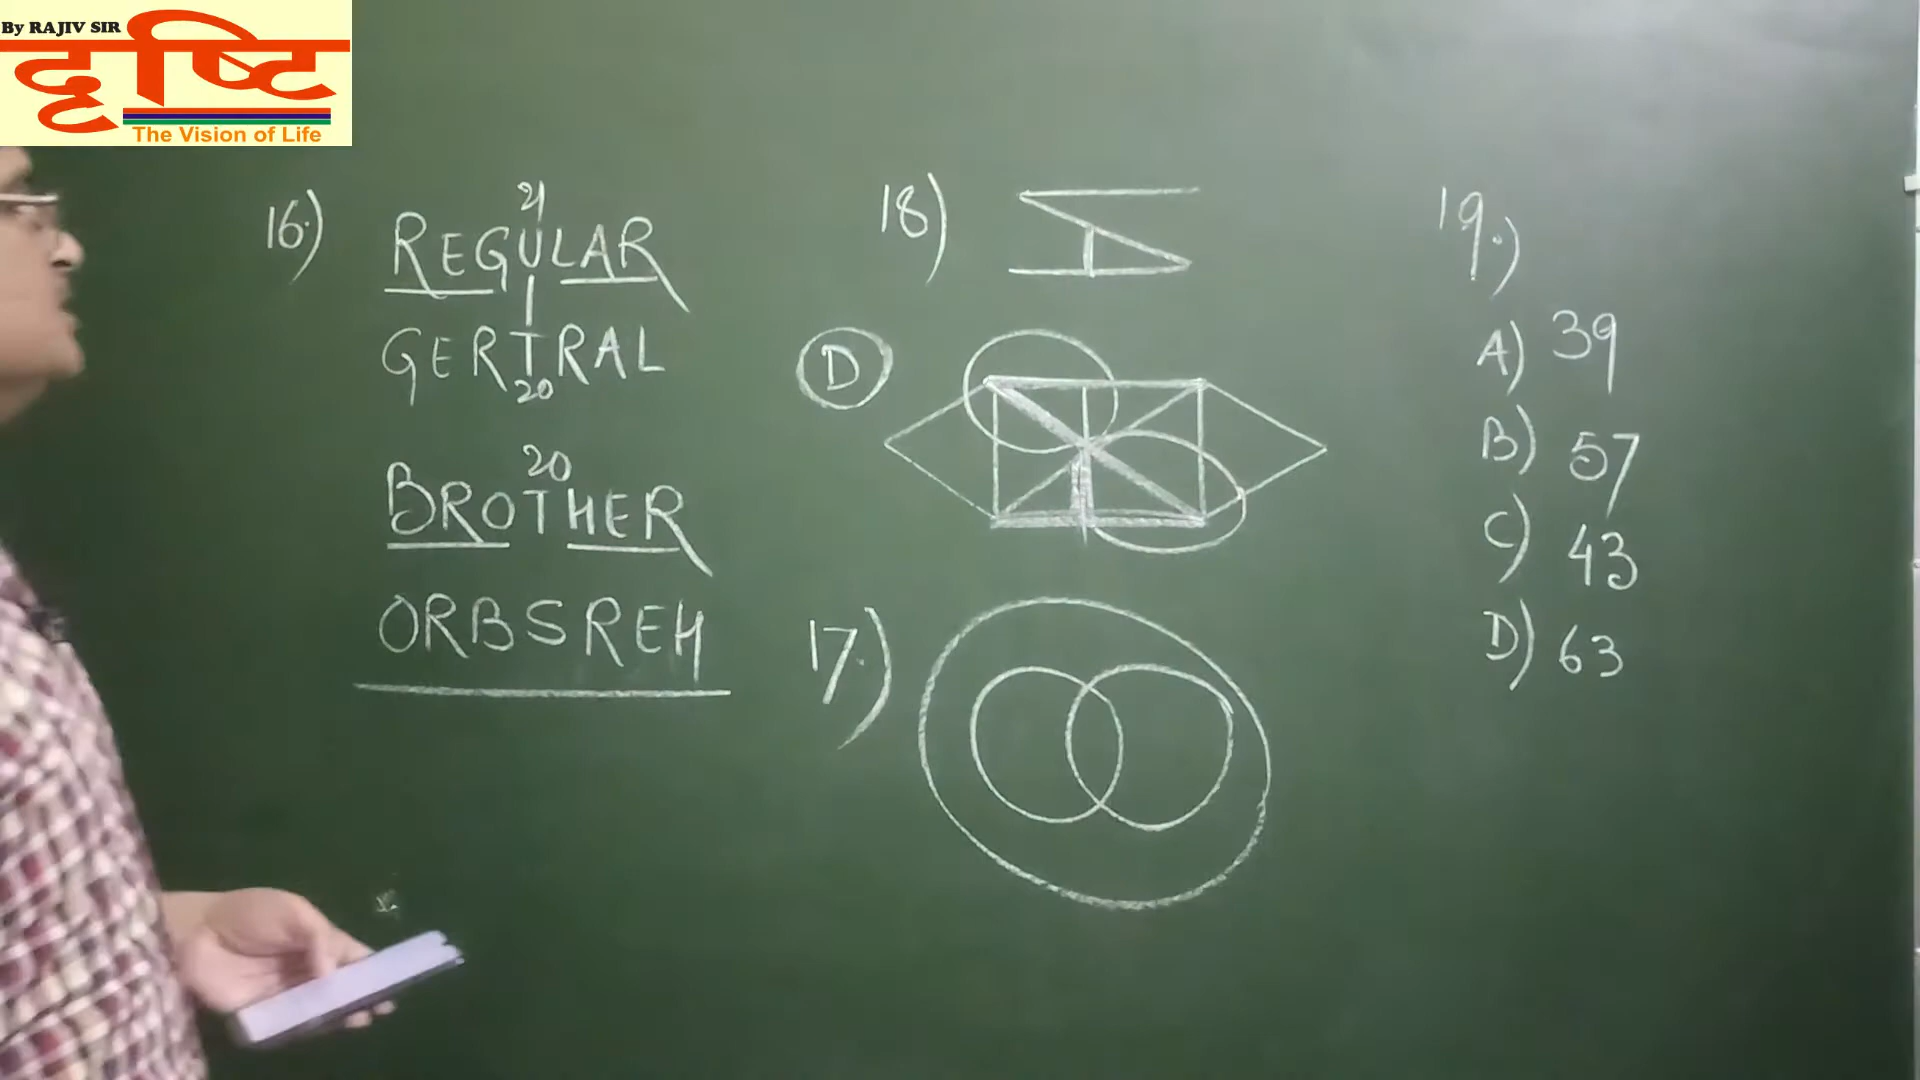 By RAJIV SIR
दृष्टि
The Vision of Life
16.)
21
REGULAR
GERTRAL
20
20
BROTHER
ORBSREH
18)
D
17.)
19.)
A) 39
B) 57
C) 43
D) 63